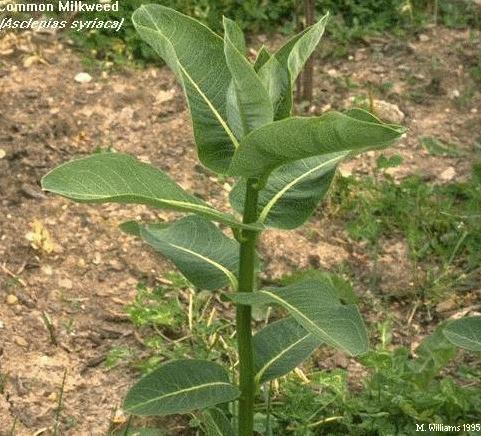 Common Milkweed
(Asclepias syriaca)
M. Williams 1995